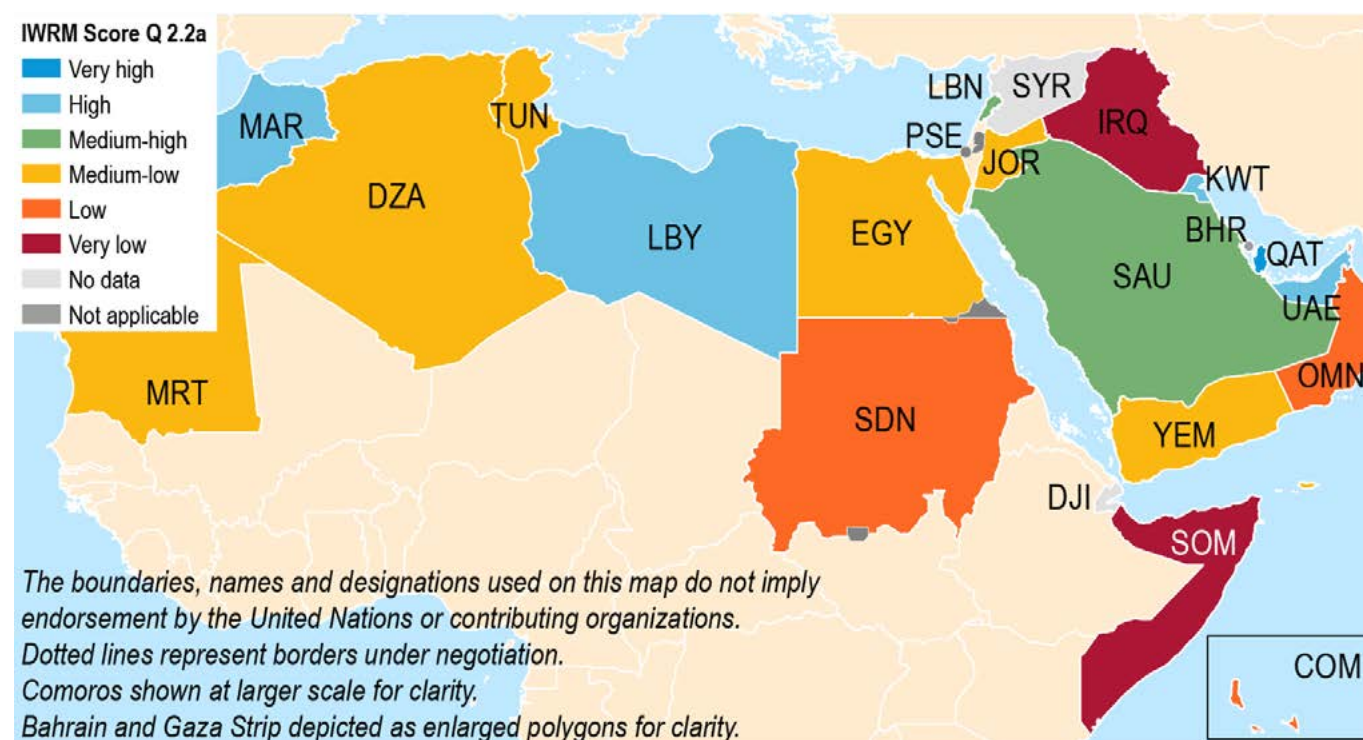 IWRM Score Q 2.2a
Very high
High
Medium-high
Medium-low
Low
Very low
No data
Not applicable
MAR
DZA
TUN
LBY
EGY
MRT
SDN
LBN
SYR
PSE
JOR
IRQ
KWT
BHR
QAT
SAU
UAE
OMN
YEM
DJI
SOM
COM
The boundaries, names and designations used on this map do not imply
endorsement by the United Nations or contributing organizations.
Dotted lines represent borders under negotiation.
Comoros shown at larger scale for clarity.
Bahrain and Gaza Strip depicted as enlarged polygons for clarity.